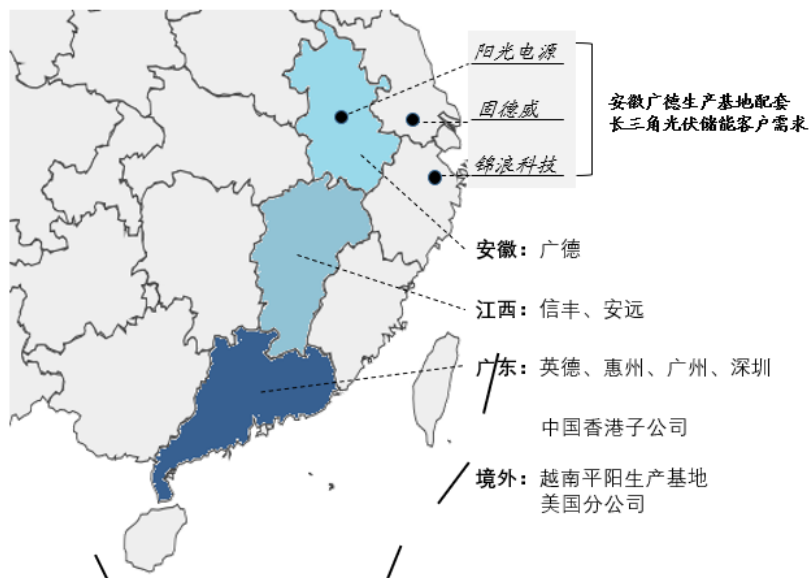 阳光电源
固德威
锦浪科技
安徽广德生产基地配套
长三角光伏储能客户需求
安徽：广德
江西：信丰、安远
广东：英德、惠州、广州、深圳
中国香港子公司
境外：越南平阳生产基地
美国分公司